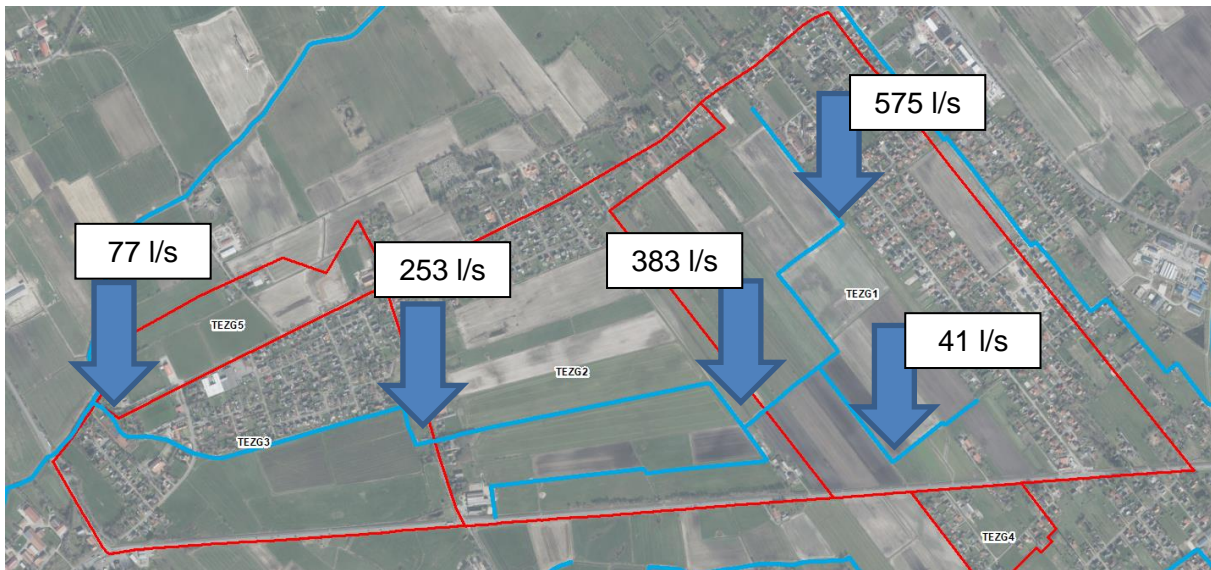 575 l/s
77 l/s
253 l/s
383 l/s
TEZG1
TEZG5
41 l/s
TEZG2
TEZG3
TEZG4